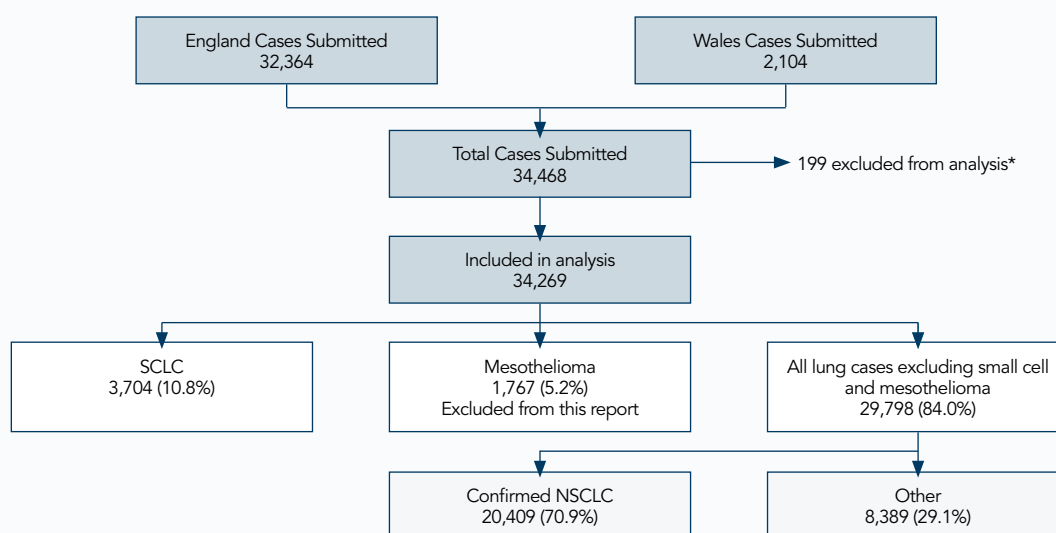 England Cases Submitted
32,364
Wales Cases Submitted
2,104
Total Cases Submitted
34,468
199 excluded from analysis*
Included in analysis
34,269
SCLC
3,704 (10.8%)
Mesothelioma
1,767 (5.2%)
Excluded from this report
All lung cases excluding small cell
and mesothelioma
29,798 (84.0%)
Confirmed NSCLC
20,409 (70.9%)
Other
8,389 (29.1%)